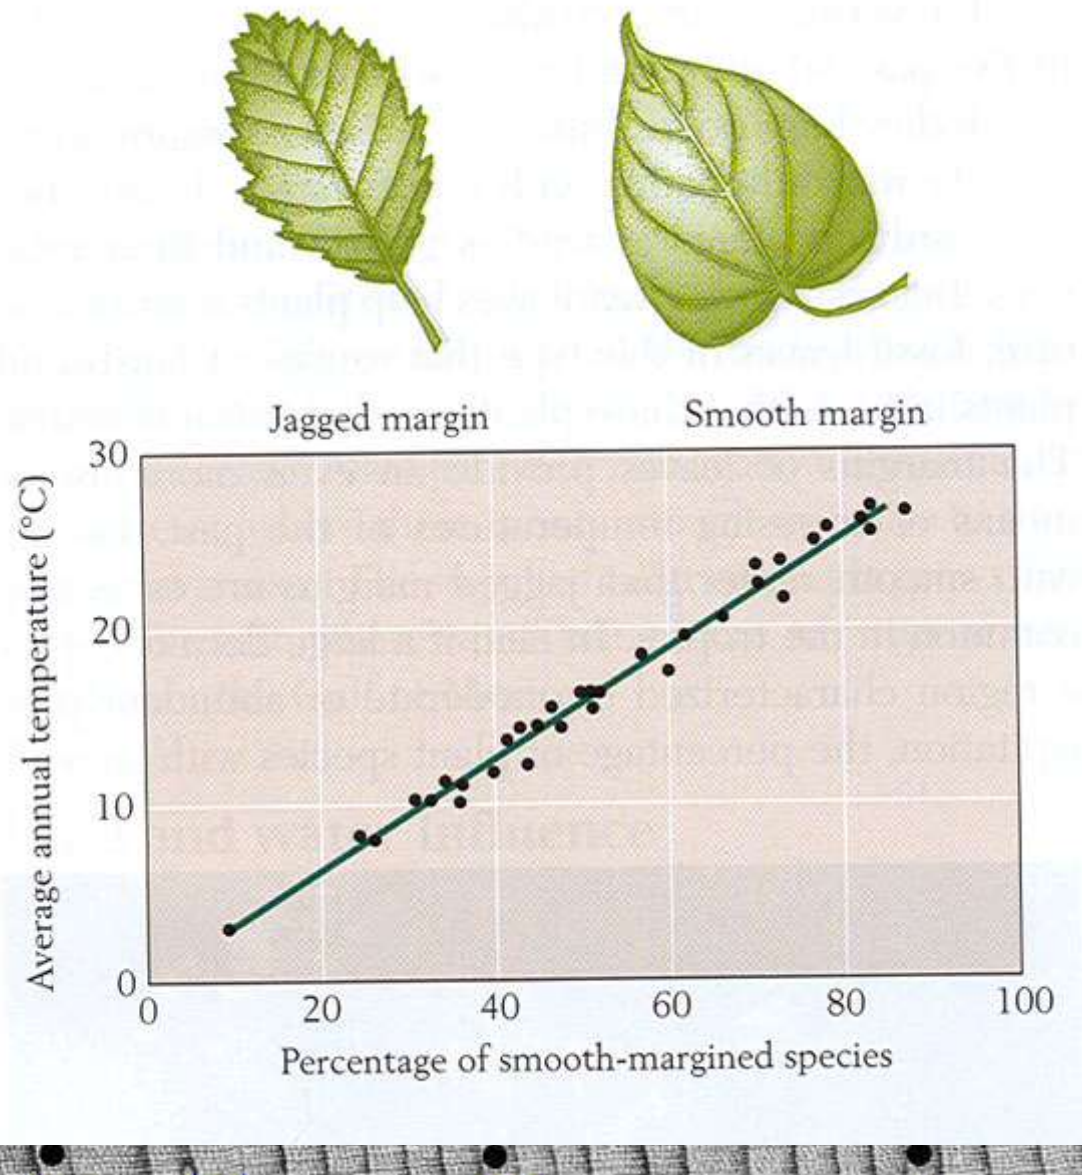 Jagged margin
Smooth margin
30
20
10
0
Average annual temperature (°C)
0 20 40 60 80 100
Percentage of smooth-margined species